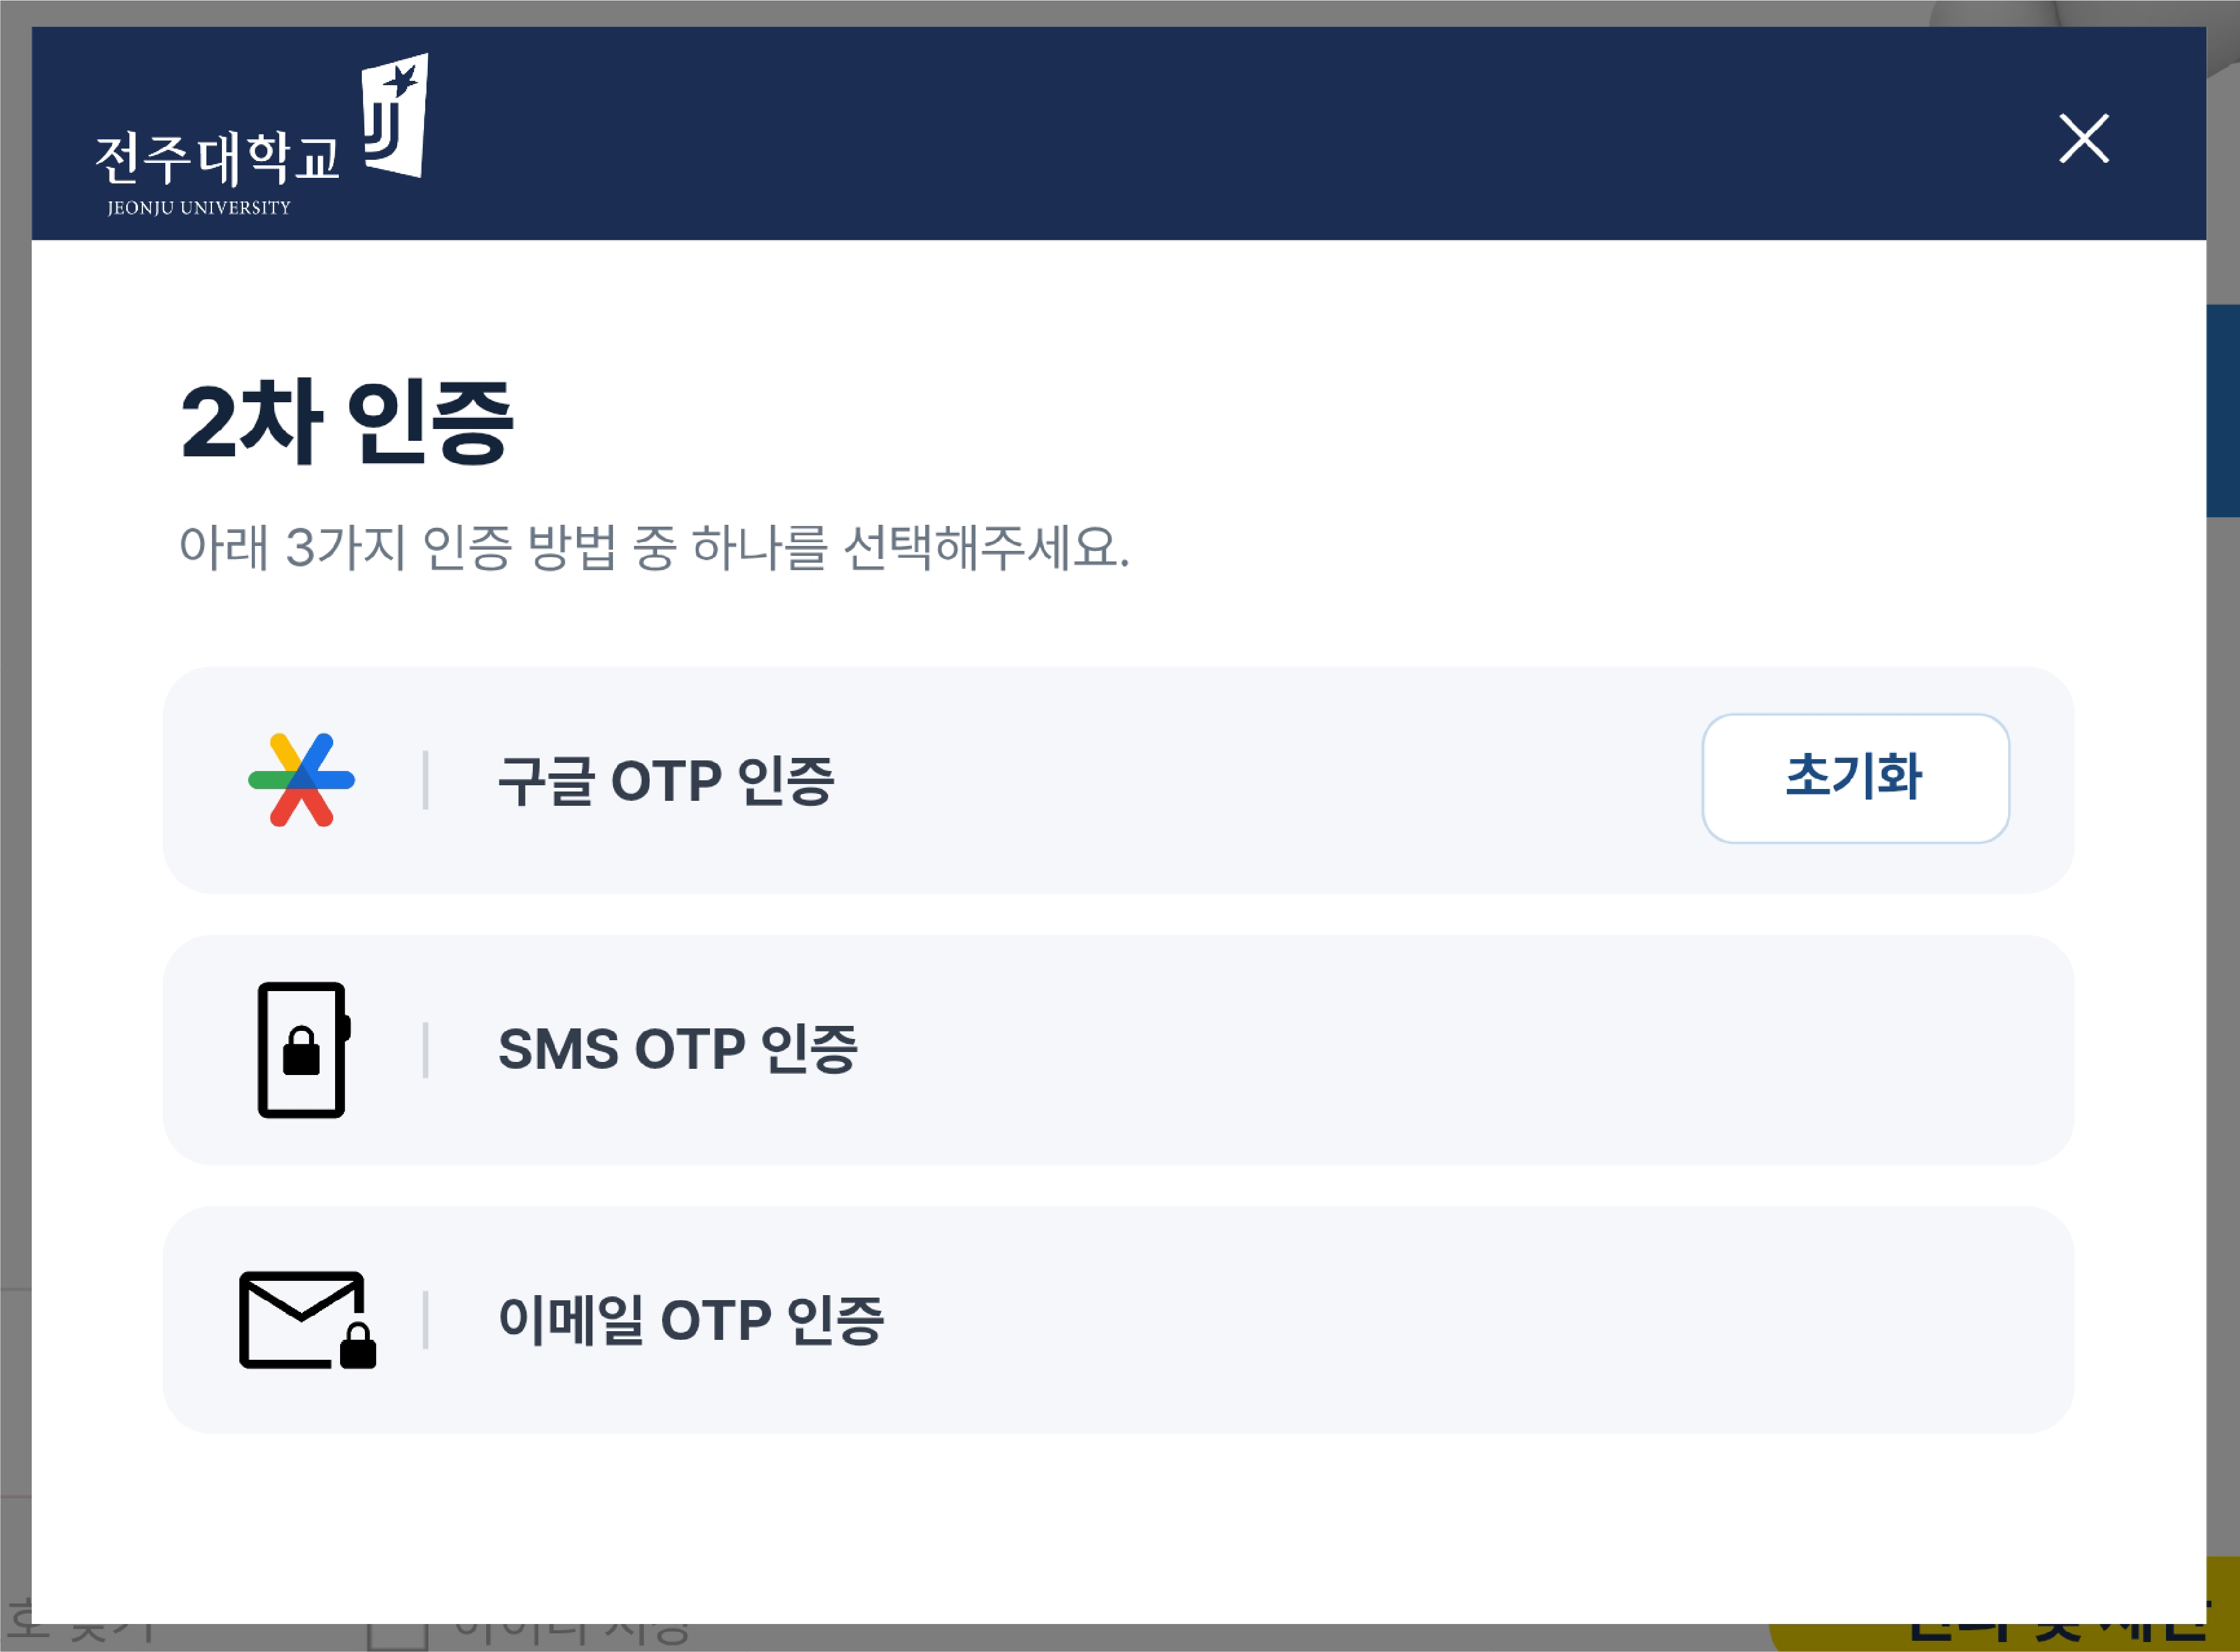 전주대학교
JEONJU UNIVERSITY
2차 인증
아래 3가지 인증 방법 중 하나를 선택해주세요.
구글 OTP 인증
초기화
SMS OTP 인증
이메일 OTP 인증